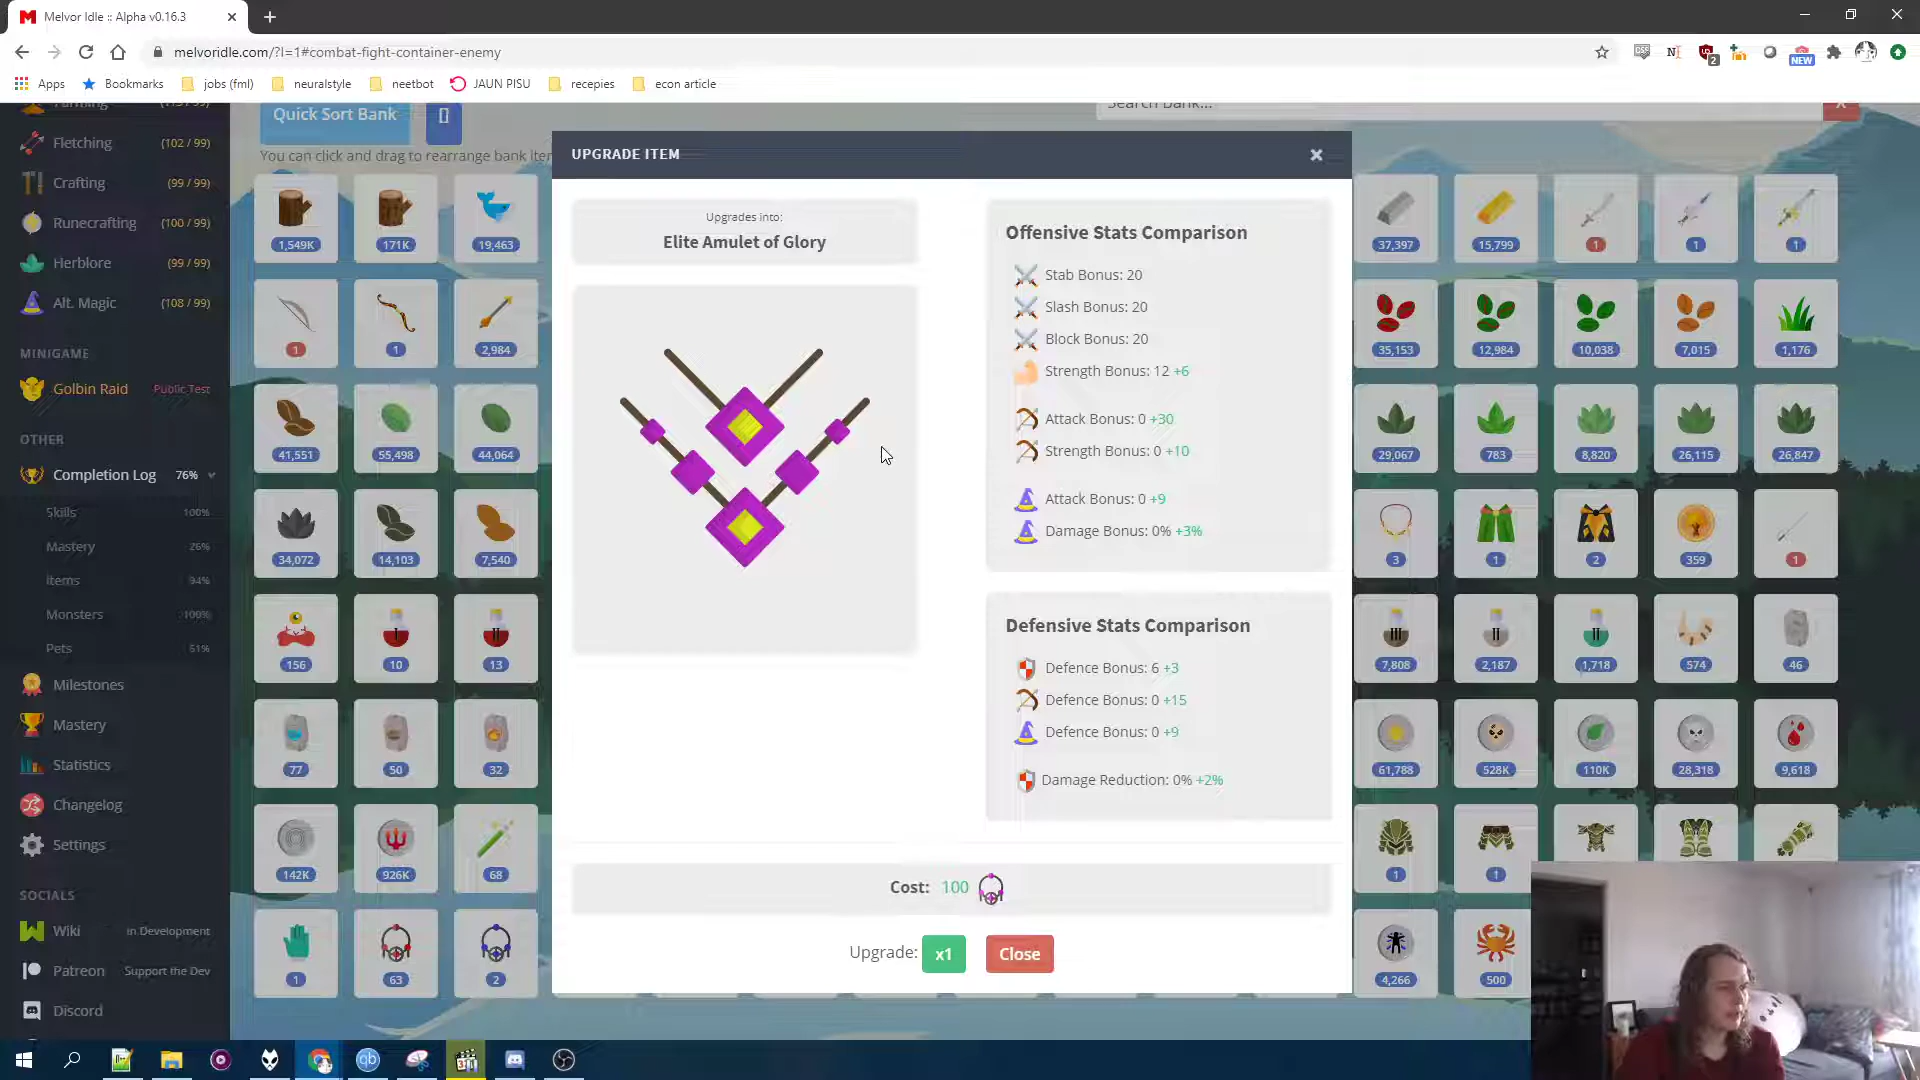 Melvor Idle :: Alpha v0.16.3
melvoridle.com/?l=1#combat-fight-container-enemy
2
NEW
Apps Bookmarks jobs (fml) neuralstyle neetbot JAUN PISU recepies econ article
Fletching (102 / 99)
Crafting (99 / 99)
Runecrafting (100 / 99)
Herblore (99 / 99)
Alt. Magic (108 / 99)
MINIGAME
Golbin Raid Public Test
OTHER
Completion Log 76%
Skills 100%
Mastery 26%
Items 94%
Monsters 100%
Pets 51%
Milestones
Mastery
Statistics
Changelog
Settings
SOCIALS
Wiki In Development
Patreon Support the Dev
Discord
Quick Sort Bank
Search Bank...
X
You can click and drag to rearrange bank iter
1,549K 171K 19,463
1 1 2,984
41,551 55,498 44,064
34,072 14,103 7,540
156 10 13
77 50 32
142K 926K 68
1 63 2
UPGRADE ITEM
Upgrades into:
Elite Amulet of Glory
Offensive Stats Comparison
Stab Bonus: 20
Slash Bonus: 20
Block Bonus: 20
Strength Bonus: 12 +6
Attack Bonus: 0 +30
Strength Bonus: 0 +10
Attack Bonus: 0 +9
Damage Bonus: 0% +3%
Defensive Stats Comparison
Defence Bonus: 6 +3
Defence Bonus: 0 +15
Defence Bonus: 0 +9
Damage Reduction: 0% +2%
Cost: 100
Upgrade: x1 Close
37,397 15,799 1 1 1
35,153 12,984 10,038 7,015 1,176
29,067 783 8,820 26,115 26,847
3 1 2 359 1
7,808 2,187 1,718 574 46
61,788 528K 110K 28,318 9,618
1 1
4,266 500